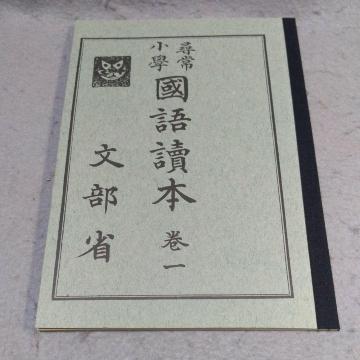 尋常
小學
國語讀本 卷一
文部省